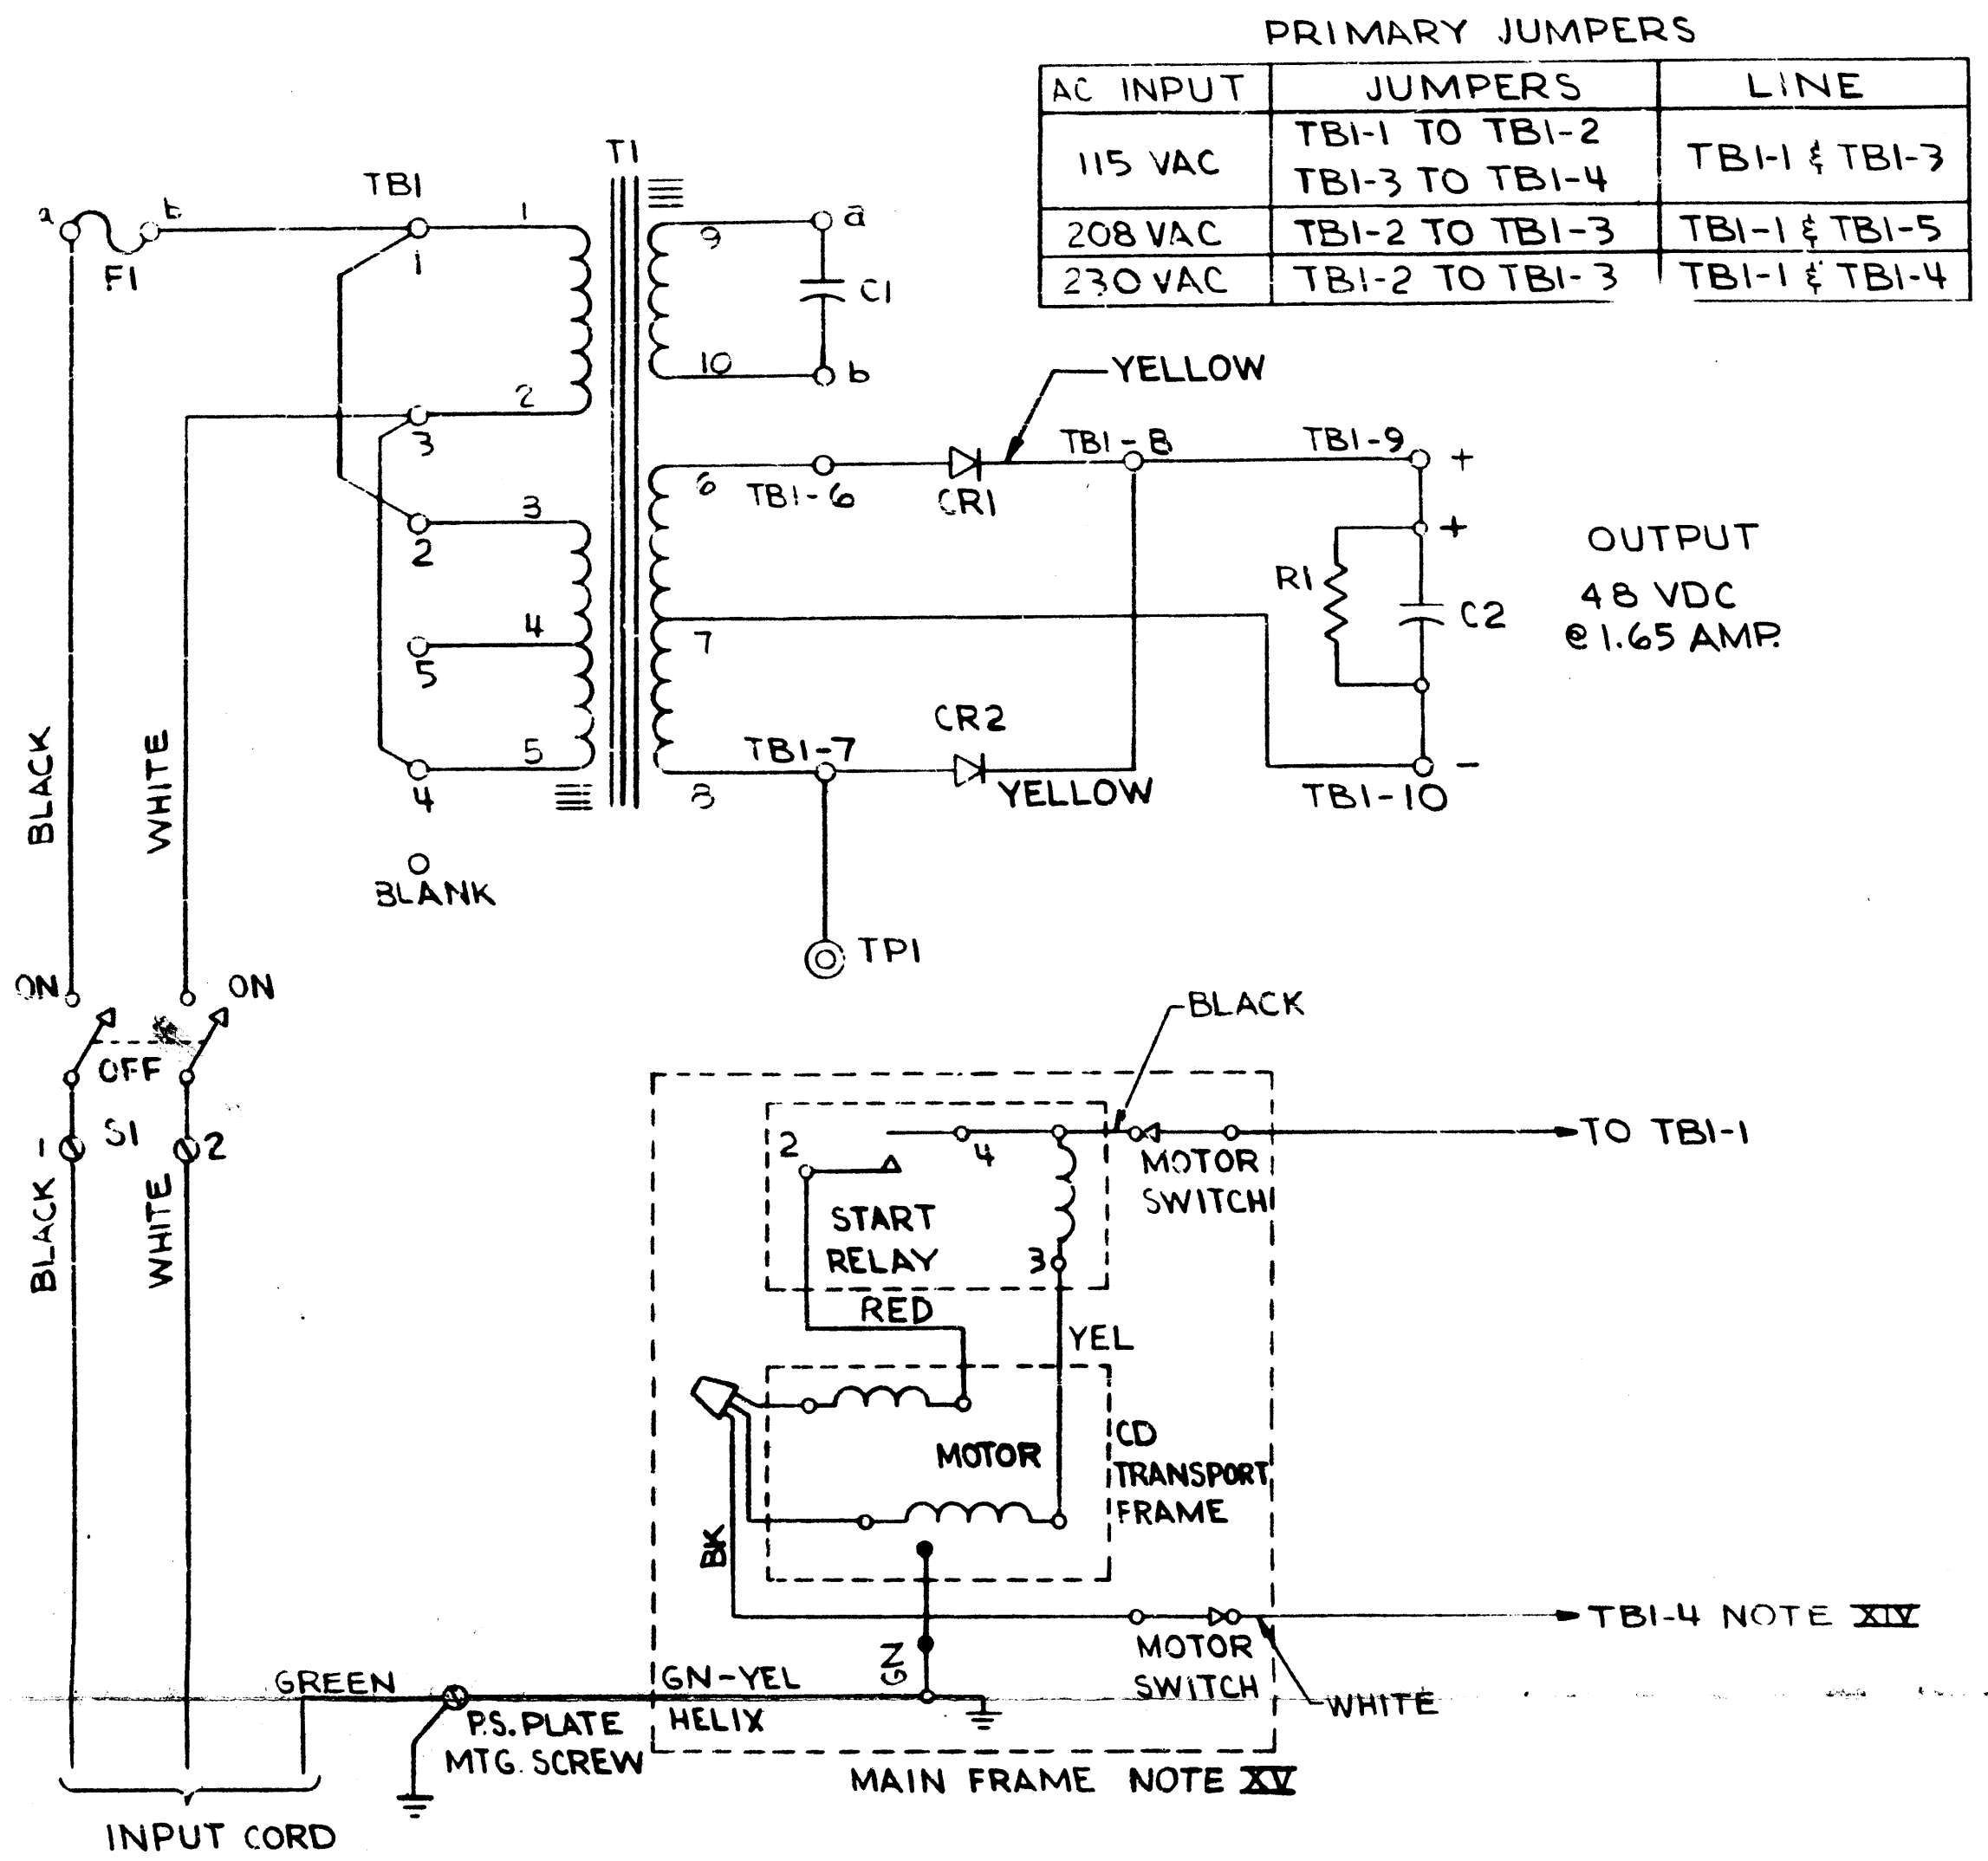 PRIMARY JUMPERS
AC INPUT JUMPERS LINE
115 VAC TB1-1 TO TB1-2 TB1-1 & TB1-3
TB1-3 TO TB1-4
208 VAC TB1-2 TO TB1-3 TB1-1 & TB1-5
230 VAC TB1-2 TO TB1-3 TB1-1 & TB1-4
a
F1
TB1
1
1
T1
9
a
C1
10
b
2
3
YELLOW
6
TB1-6
CR1
TB1-8
TB1-9
+
+
3
2
R1
C2
OUTPUT
48 VDC
@ 1.65 AMP.
4
5
7
CR2
5
4
8
TB1-7
YELLOW
TB1-10
-
BLACK
WHITE
BLANK
TP1
ON
ON
OFF
S1
2
BLACK
WHITE
BLACK
2
4
MOTOR
SWITCH
TO TB1-1
START
RELAY
3
RED
YEL
MOTOR
CD
TRANSPORT
FRAME
BK
GN
MOTOR
SWITCH
TB1-4 NOTE XIV
WHITE
GREEN
P.S. PLATE
MTG. SCREW
GN-YEL
HELIX
MAIN FRAME NOTE XV
INPUT CORD